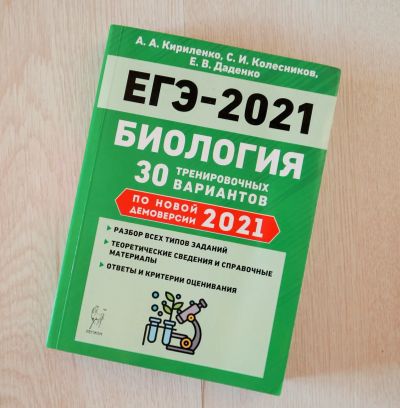 А. А. Кириленко, С. И. Колесников,
Е. В. Даденко
ЕГЭ-2021
БИОЛОГИЯ
30 ТРЕНИРОВОЧНЫХ
ВАРИАНТОВ
ПО НОВОЙ
ДЕМОВЕРСИИ 2021
РАЗБОР ВСЕХ ТИПОВ ЗАДАНИЙ
ТЕОРЕТИЧЕСКИЕ СВЕДЕНИЯ И СПРАВОЧНЫЕ
МАТЕРИАЛЫ
ОТВЕТЫ И КРИТЕРИИ ОЦЕНИВАНИЯ
ЛЕГИОН